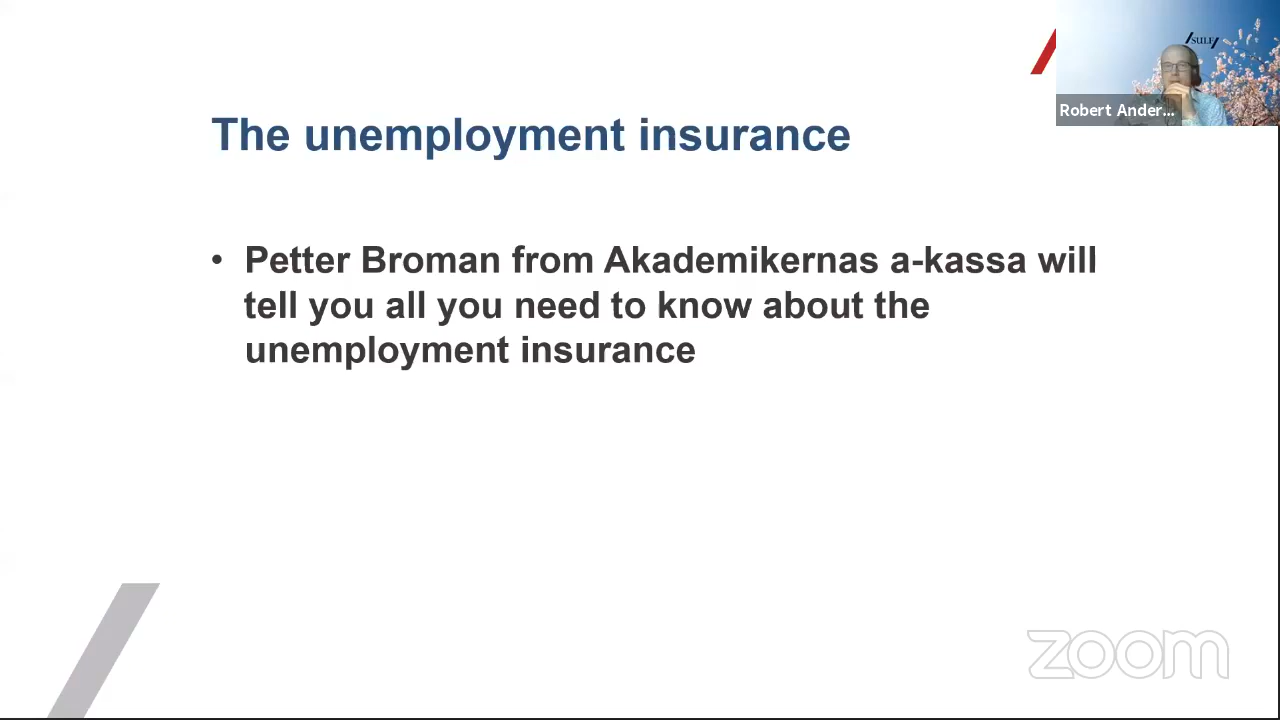 /SULF/
Robert Ander...
The unemployment insurance
• Petter Broman from Akademikernas a-kassa will
tell you all you need to know about the
unemployment insurance
zoom